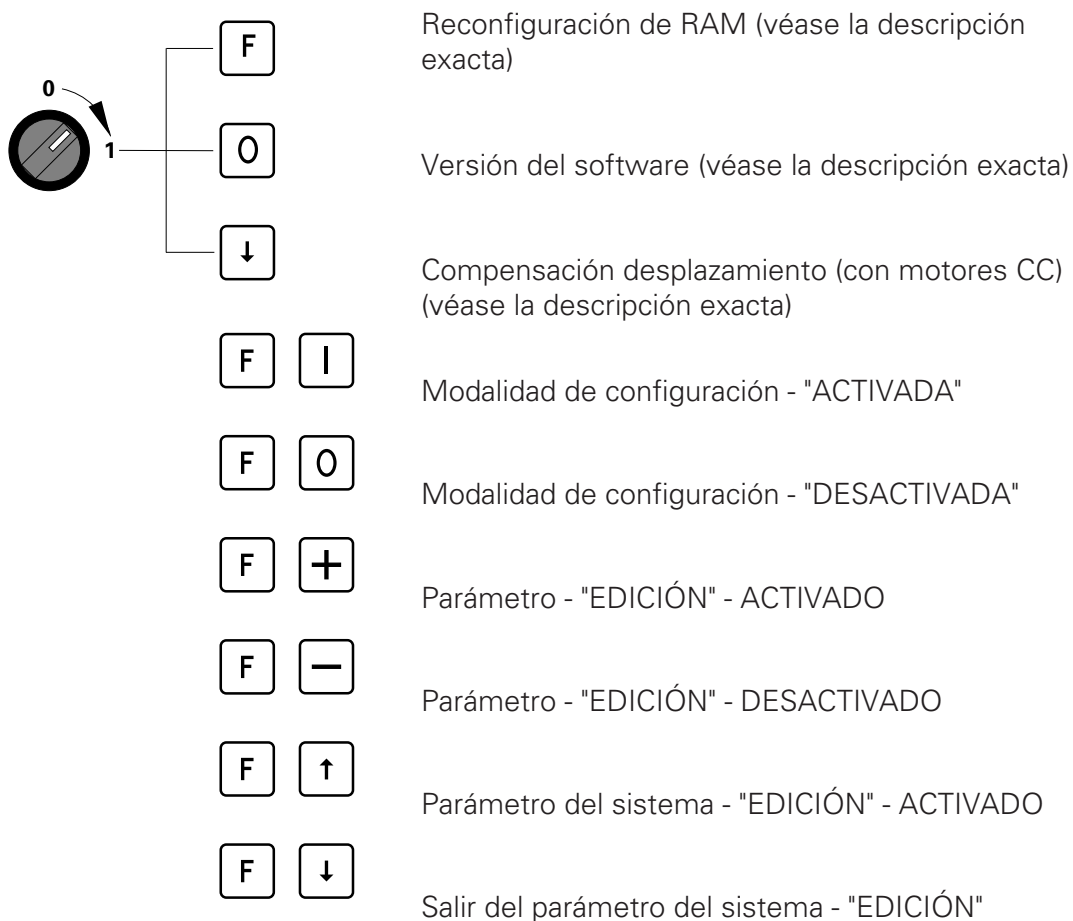 F
Reconfiguración de RAM (véase la descripción
exacta)
0
1
O
Versión del software (véase la descripción exacta)
↓
Compensación desplazamiento (con motores CC)
(véase la descripción exacta)
F I
Modalidad de configuración - "ACTIVADA"
F O
Modalidad de configuración - "DESACTIVADA"
F +
Parámetro - "EDICIÓN" - ACTIVADO
F −
Parámetro - "EDICIÓN" - DESACTIVADO
F ↑
Parámetro del sistema - "EDICIÓN" - ACTIVADO
F ↓
Salir del parámetro del sistema - "EDICIÓN"